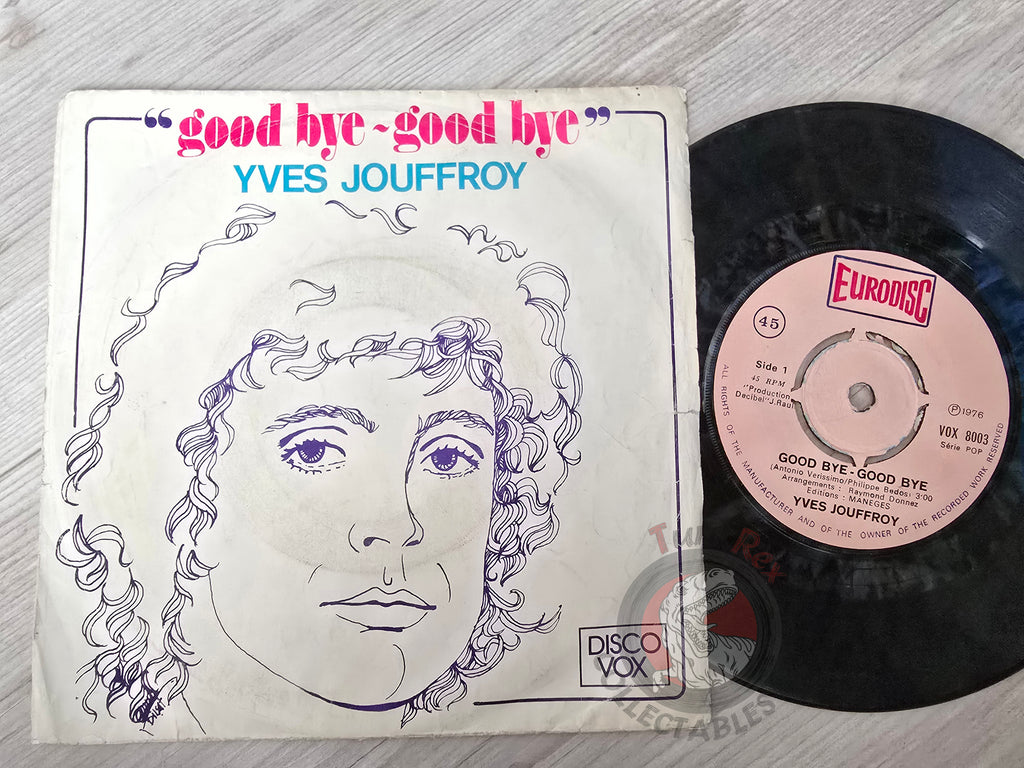 “good bye ~ good bye”
YVES JOUFFROY
DISCO
VOX
EURODISC
45
Side 1
45 RPM
"Production
Decibel" J.Raul
℗1976
VOX 8003
Série POP
GOOD BYE - GOOD BYE
(Antonio Verissimo/Philippe Bedos) 3:00
Arrangements : Raymond Donnez
Editions : MANEGES
YVES JOUFFROY
ALL RIGHTS OF THE MANUFACTURER AND OF THE OWNER OF THE RECORDED WORK RESERVED
Rex